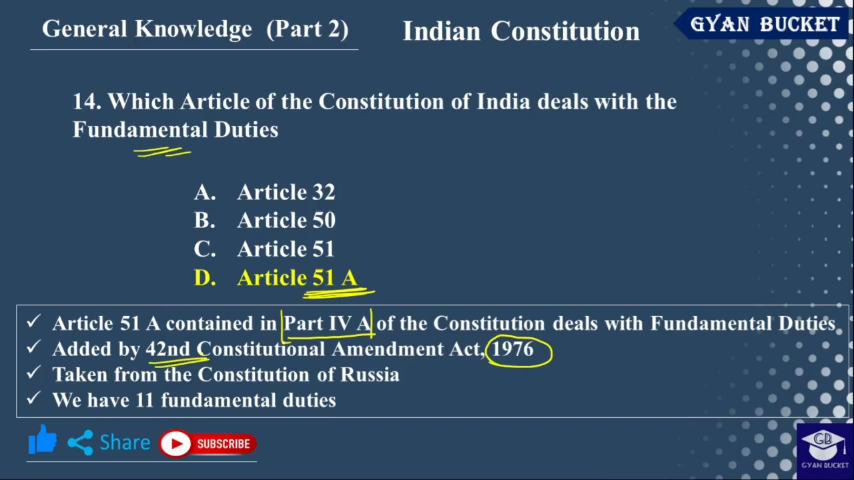 General Knowledge (Part 2)
Indian Constitution
GYAN BUCKET
14. Which Article of the Constitution of India deals with the
Fundamental Duties
A. Article 32
B. Article 50
C. Article 51
D. Article 51 A
✓ Article 51 A contained in Part IV A of the Constitution deals with Fundamental Duties
✓ Added by 42nd Constitutional Amendment Act, 1976
✓ Taken from the Constitution of Russia
✓ We have 11 fundamental duties
Share
SUBSCRIBE
GB
GYAN BUCKET